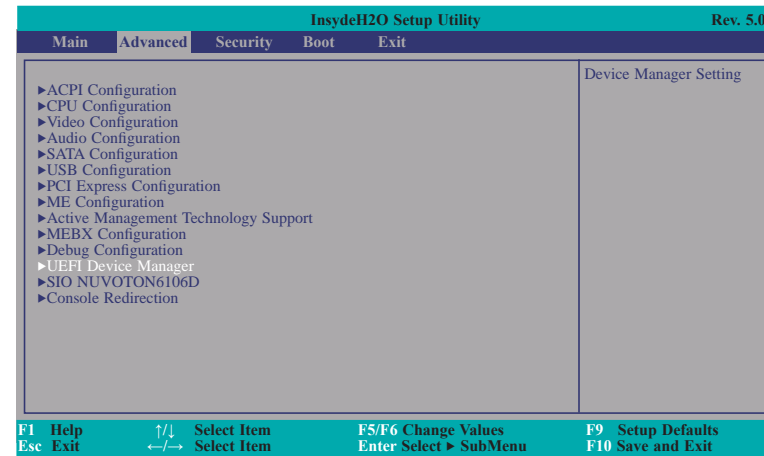 InsydeH2O Setup Utility Rev. 5.0
Main Advanced Security Boot Exit
Device Manager Setting
►ACPI Configuration
►CPU Configuration
►Video Configuration
►Audio Configuration
►SATA Configuration
►USB Configuration
►PCI Express Configuration
►ME Configuration
►Active Management Technology Support
►MEBX Configuration
►Debug Configuration
►UEFI Device Manager
►SIO NUVOTON6106D
►Console Redirection
F1 Help ↑/↓ Select Item F5/F6 Change Values F9 Setup Defaults
Esc Exit ←/→ Select Item Enter Select ► SubMenu F10 Save and Exit